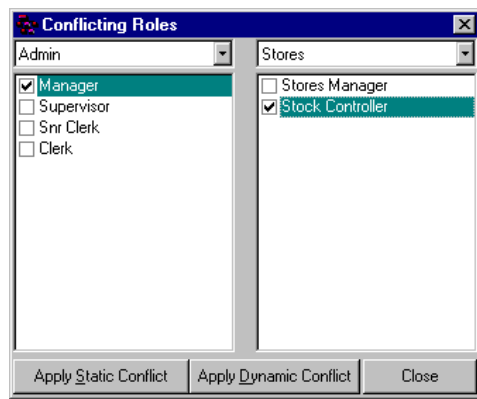 Conflicting Roles
Admin
Stores
Manager
Supervisor
Snr Clerk
Clerk
Stores Manager
Stock Controller
Apply Static Conflict
Apply Dynamic Conflict
Close